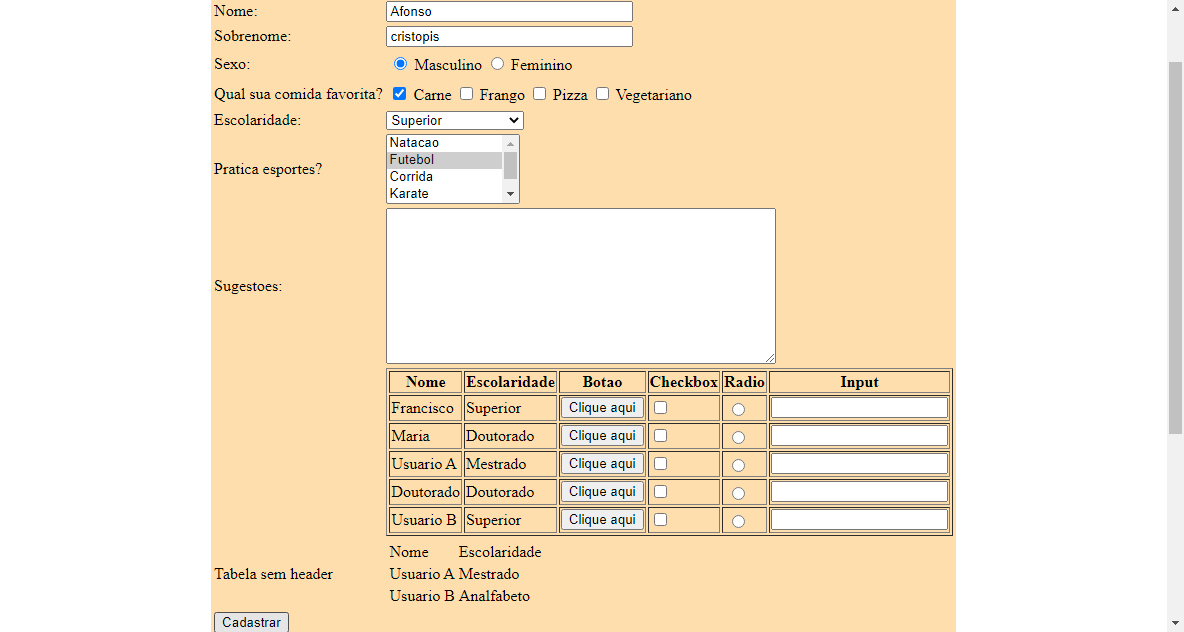 Nome: Afonso
Sobrenome: cristopis
Sexo: Masculino Feminino
Qual sua comida favorita? Carne Frango Pizza Vegetariano
Escolaridade: Superior
Natacao
Futebol
Pratica esportes?
Corrida
Karate
Sugestoes:
Nome Escolaridade Botao Checkbox Radio Input
Francisco Superior Clique aqui
Maria Doutorado Clique aqui
Usuario A Mestrado Clique aqui
Doutorado Doutorado Clique aqui
Usuario B Superior Clique aqui
Nome Escolaridade
Tabela sem header Usuario A Mestrado
Usuario B Analfabeto
Cadastrar